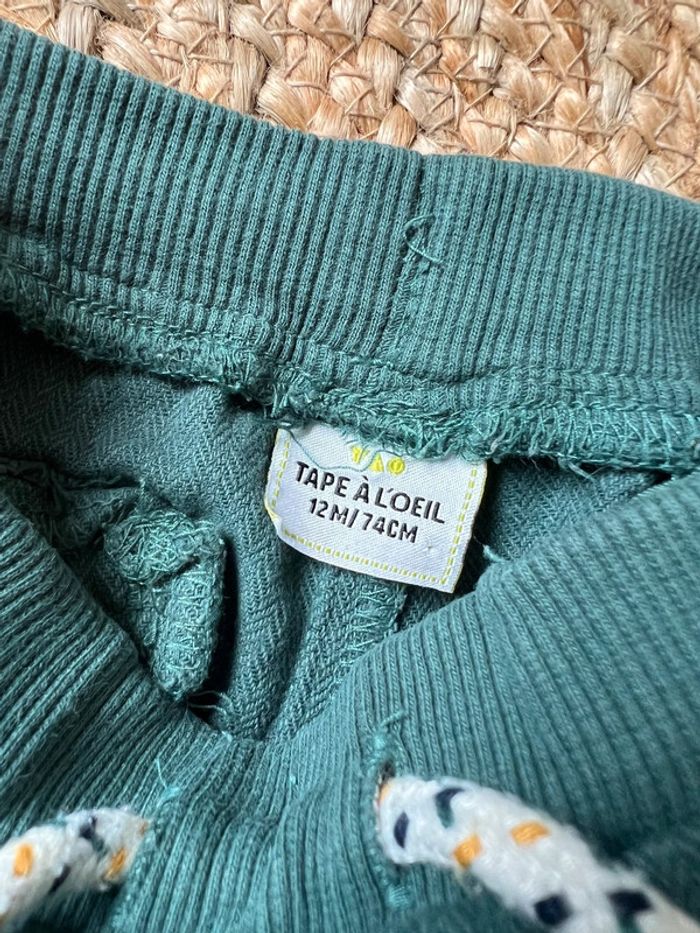 TAO
TAPE À L'OEIL
12M/74CM